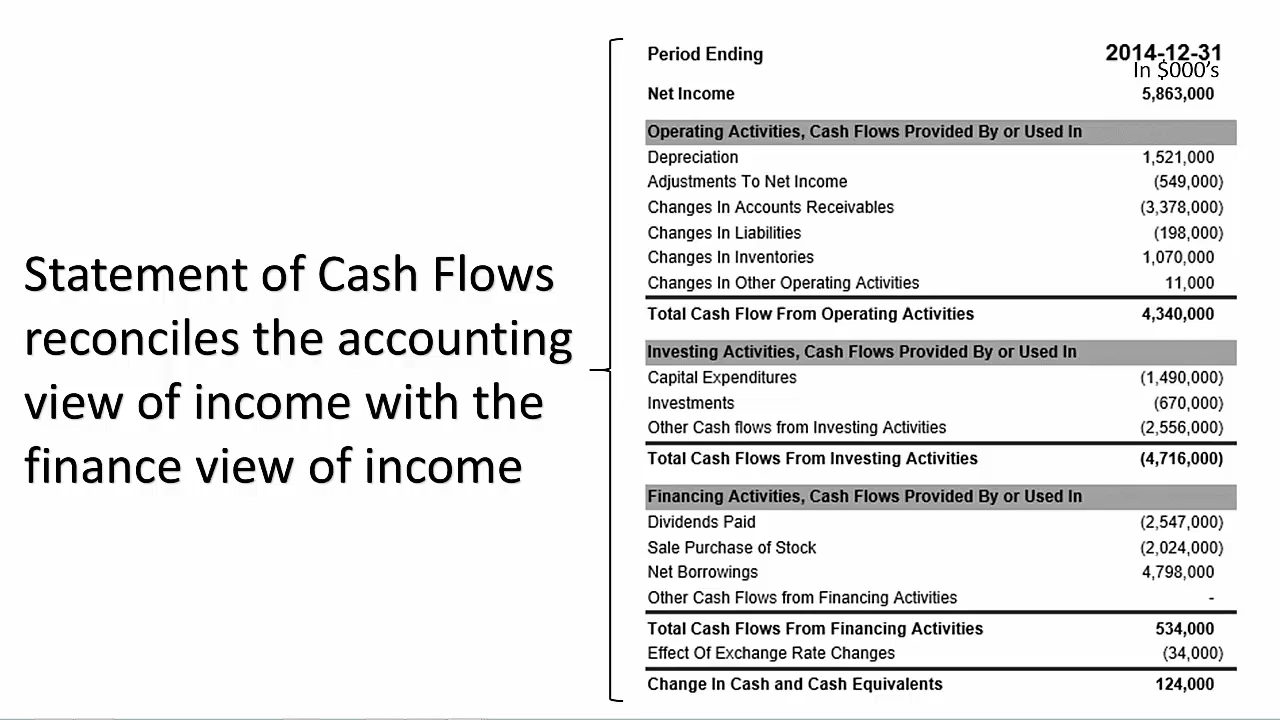 Statement of Cash Flows
reconciles the accounting
view of income with the
finance view of income
Period Ending 2014-12-31
In $000's
Net Income 5,863,000
Operating Activities, Cash Flows Provided By or Used In
Depreciation 1,521,000
Adjustments To Net Income (549,000)
Changes In Accounts Receivables (3,378,000)
Changes In Liabilities (198,000)
Changes In Inventories 1,070,000
Changes In Other Operating Activities 11,000
Total Cash Flow From Operating Activities 4,340,000
Investing Activities, Cash Flows Provided By or Used In
Capital Expenditures (1,490,000)
Investments (670,000)
Other Cash flows from Investing Activities (2,556,000)
Total Cash Flows From Investing Activities (4,716,000)
Financing Activities, Cash Flows Provided By or Used In
Dividends Paid (2,547,000)
Sale Purchase of Stock (2,024,000)
Net Borrowings 4,798,000
Other Cash Flows from Financing Activities -
Total Cash Flows From Financing Activities 534,000
Effect Of Exchange Rate Changes (34,000)
Change In Cash and Cash Equivalents 124,000